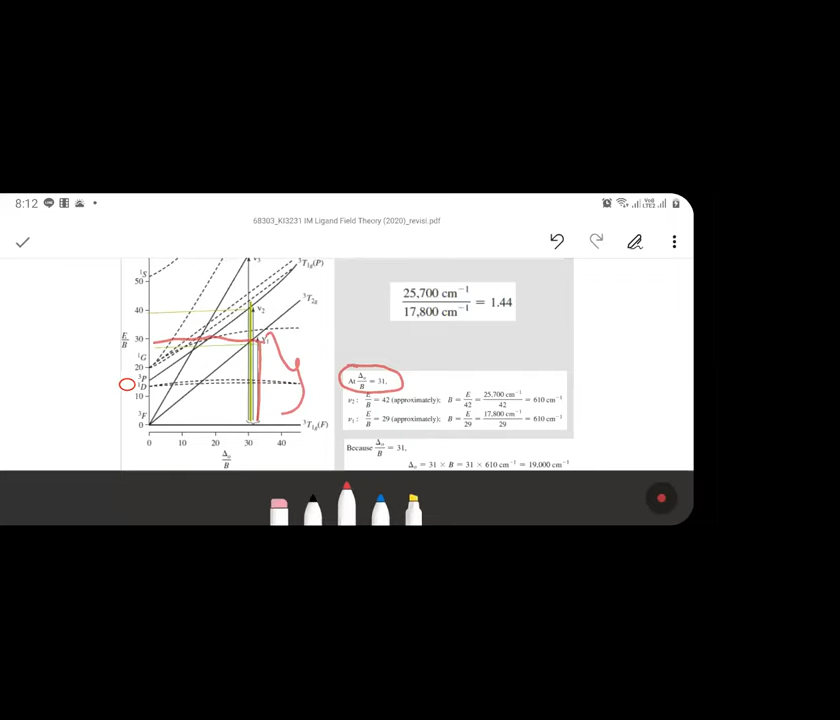 8:12
VoO LTE2
68303_KI3231 IM Ligand Field Theory (2020)_revisi.pdf
ν3
³T₁g(P)
¹S
50
³T₂g
40
ν2
E/B
30
ν1
¹G
20
³P
¹D
10
³F
0
³T₁g(F)
0 10 20 30 40
Δo/B
25,700 cm⁻¹ / 17,800 cm⁻¹ = 1.44
At Δo/B = 31,
ν2: E/B = 42 (approximately); B = E/42 = 25,700 cm⁻¹/42 = 610 cm⁻¹
ν1: E/B = 29 (approximately); B = E/29 = 17,800 cm⁻¹/29 = 610 cm⁻¹
Because Δo/B = 31,
Δo = 31 × B = 31 × 610 cm⁻¹ = 19,000 cm⁻¹